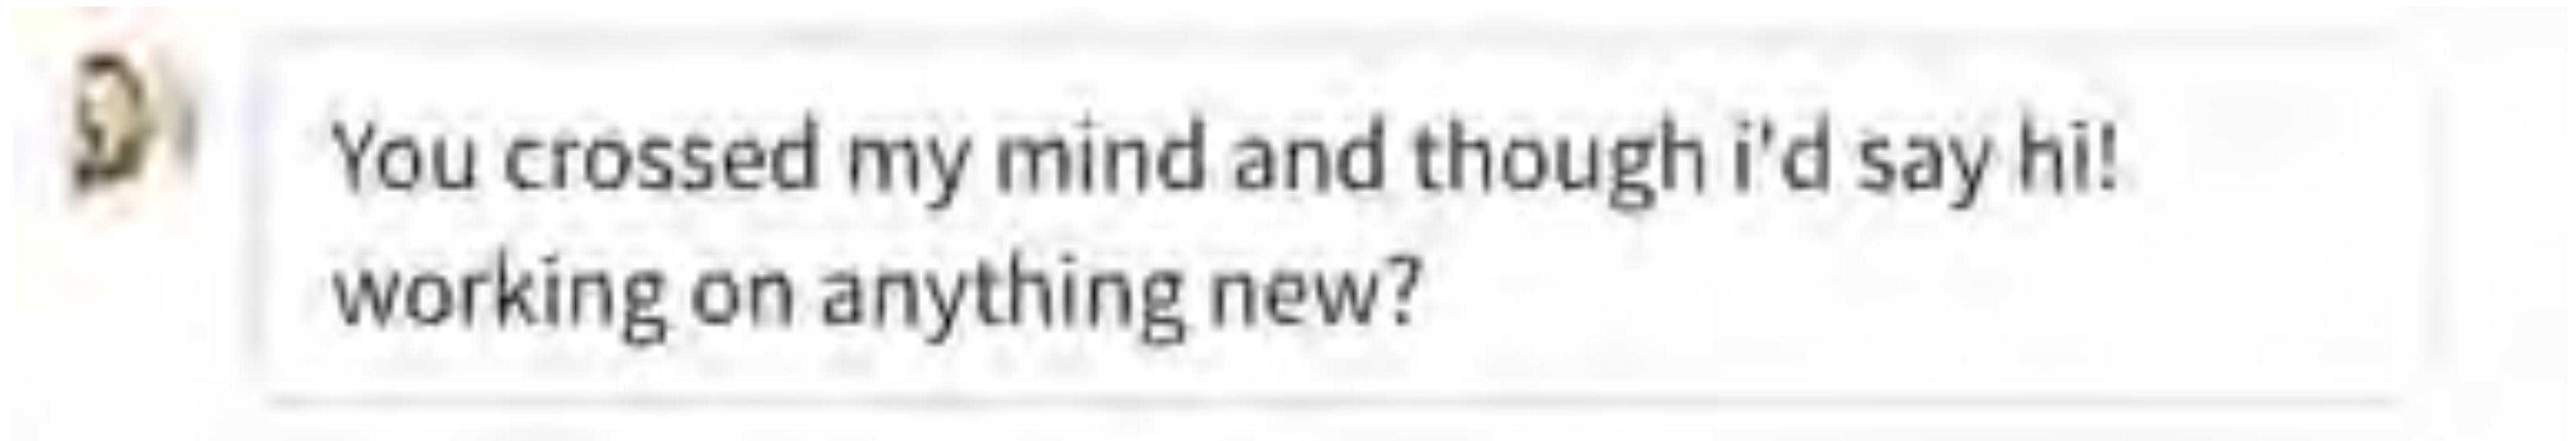 You crossed my mind and though i'd say hi!
working on anything new?